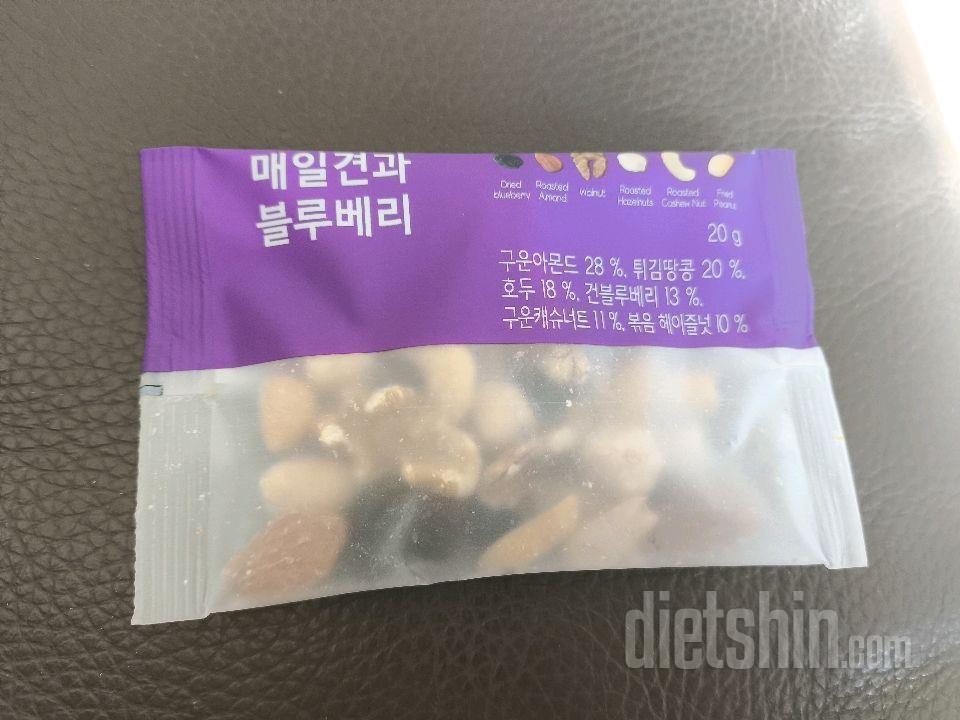 매일견과
블루베리
Dried blueberry
Roasted Almond
Walnut
Roasted Hazelnuts
Roasted Cashew Nut
Fried Peanut
20 g
구운아몬드 28 %, 튀김땅콩 20 %,
호두 18 %, 건블루베리 13 %,
구운캐슈너트 11 %, 볶음 헤이즐넛 10 %
dietshin.com